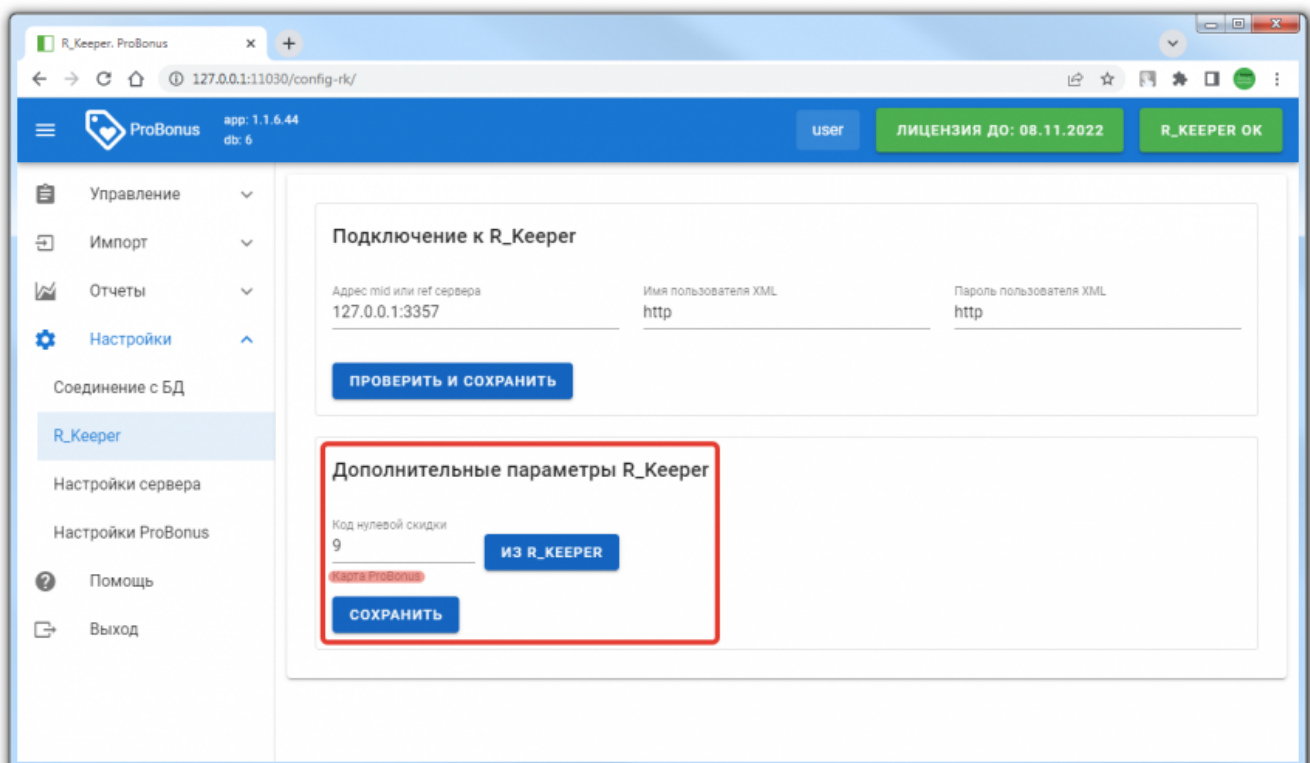 R_Keeper. ProBonus
127.0.0.1:11030/config-rk/
ProBonus
app: 1.1.6.44
db: 6
user
ЛИЦЕНЗИЯ ДО: 08.11.2022
R_KEEPER OK
Управление
Импорт
Отчеты
Настройки
Соединение с БД
R_Keeper
Настройки сервера
Настройки ProBonus
Помощь
Выход
Подключение к R_Keeper
Адрес mid или ref сервера
127.0.0.1:3357
Имя пользователя XML
http
Пароль пользователя XML
http
ПРОВЕРИТЬ И СОХРАНИТЬ
Дополнительные параметры R_Keeper
Код нулевой скидки
9
ИЗ R_KEEPER
Карта ProBonus
СОХРАНИТЬ